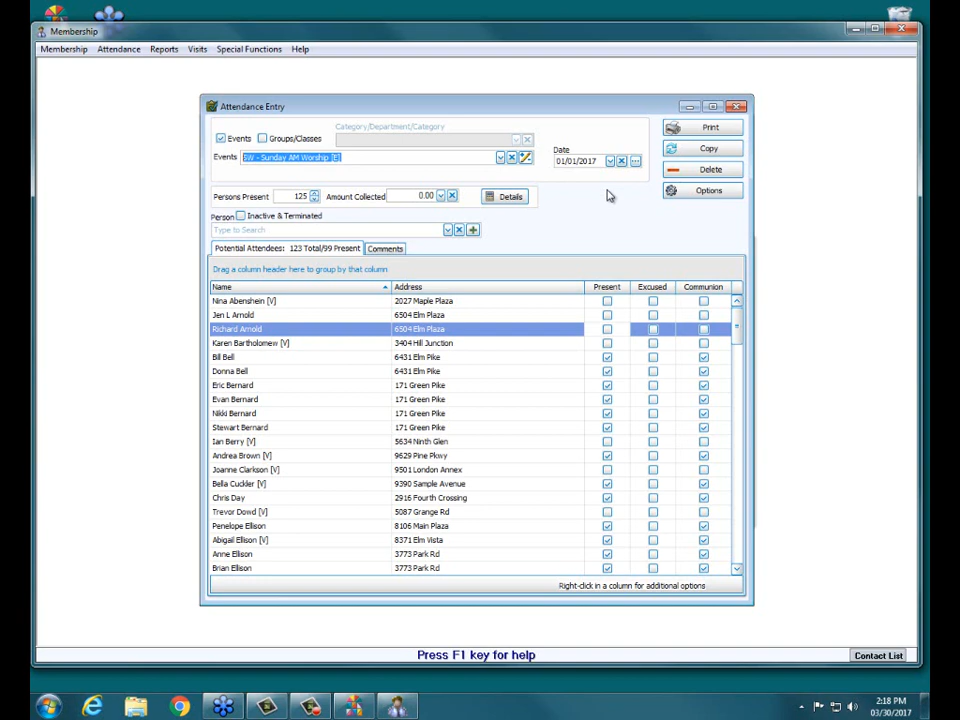 Membership
Membership Attendance Reports Visits Special Functions Help
Attendance Entry
Category/Department/Category
Events Groups/Classes
Events SW - Sunday AM Worship [E]
Date
01/01/2017
Print
Copy
Delete
Options
Persons Present 125 Amount Collected 0.00 Details
Person Inactive & Terminated
Type to Search
Potential Attendees: 123 Total/99 Present Comments
Drag a column header here to group by that column
Name Address Present Excused Communion
Nina Abenshein [V] 2027 Maple Plaza
Jen L Arnold 6504 Elm Plaza
Richard Arnold 6504 Elm Plaza
Karen Bartholomew [V] 3404 Hill Junction
Bill Bell 6431 Elm Pike
Donna Bell 6431 Elm Pike
Eric Bernard 171 Green Pike
Evan Bernard 171 Green Pike
Nikki Bernard 171 Green Pike
Stewart Bernard 171 Green Pike
Ian Berry [V] 5634 Ninth Glen
Andrea Brown [V] 9629 Pine Pkwy
Joanne Clarkson [V] 9501 London Annex
Bella Cudder [V] 9390 Sample Avenue
Chris Day 2916 Fourth Crossing
Trevor Dowd [V] 5087 Grange Rd
Penelope Ellison 8106 Main Plaza
Abigail Ellison [V] 8371 Elm Vista
Anne Ellison 3773 Park Rd
Brian Ellison 3773 Park Rd
Right-click in a column for additional options
Press F1 key for help
Contact List
2:18 PM
03/30/2017